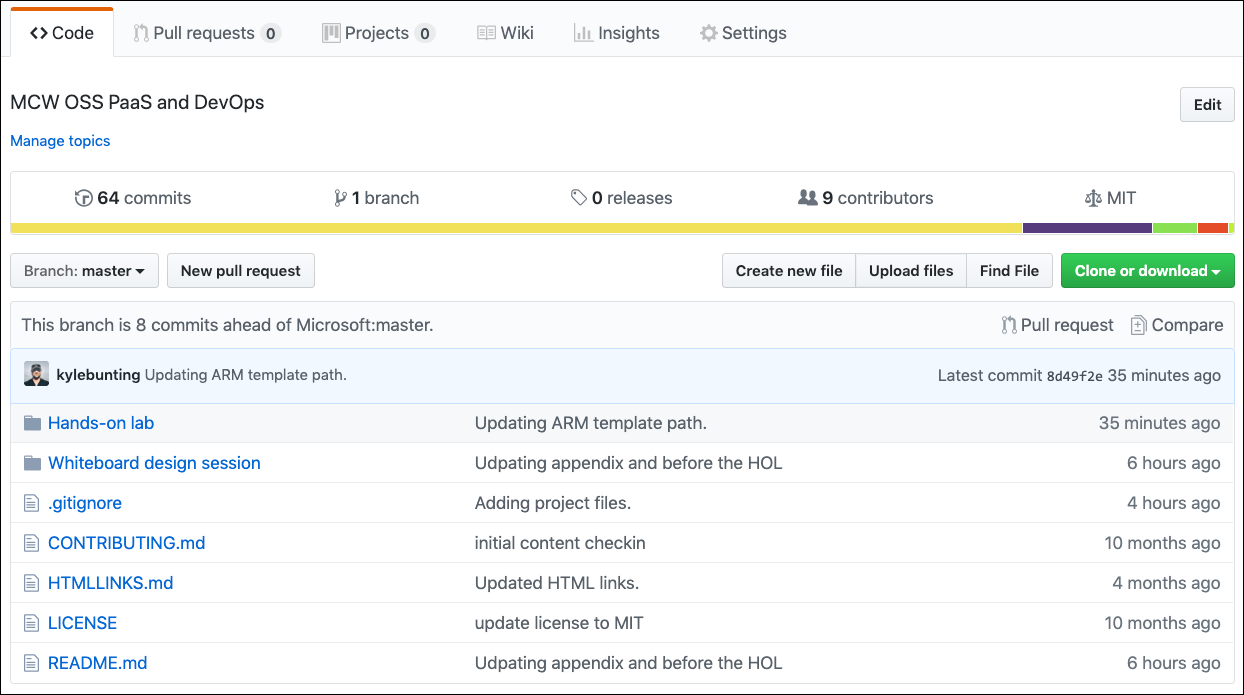 Code Pull requests 0 Projects 0 Wiki Insights Settings
MCW OSS PaaS and DevOps Edit
Manage topics
64 commits 1 branch 0 releases 9 contributors MIT
Branch: master New pull request Create new file Upload files Find File Clone or download
This branch is 8 commits ahead of Microsoft:master. Pull request Compare
kylebunting Updating ARM template path. Latest commit 8d49f2e 35 minutes ago
Hands-on lab Updating ARM template path. 35 minutes ago
Whiteboard design session Udpating appendix and before the HOL 6 hours ago
.gitignore Adding project files. 4 hours ago
CONTRIBUTING.md initial content checkin 10 months ago
HTMLLINKS.md Updated HTML links. 4 months ago
LICENSE update license to MIT 10 months ago
README.md Udpating appendix and before the HOL 6 hours ago